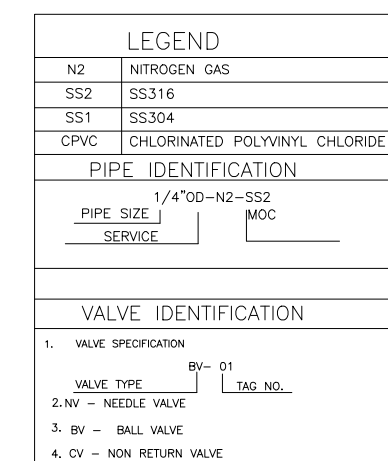 LEGEND
N2 NITROGEN GAS
SS2 SS316
SS1 SS304
CPVC CHLORINATED POLYVINYL CHLORIDE
PIPE IDENTIFICATION
1/4"OD-N2-SS2
PIPE SIZE MOC
SERVICE
VALVE IDENTIFICATION
1. VALVE SPECIFICATION
BV- 01
VALVE TYPE TAG NO.
2. NV - NEEDLE VALVE
3. BV - BALL VALVE
4. CV - NON RETURN VALVE